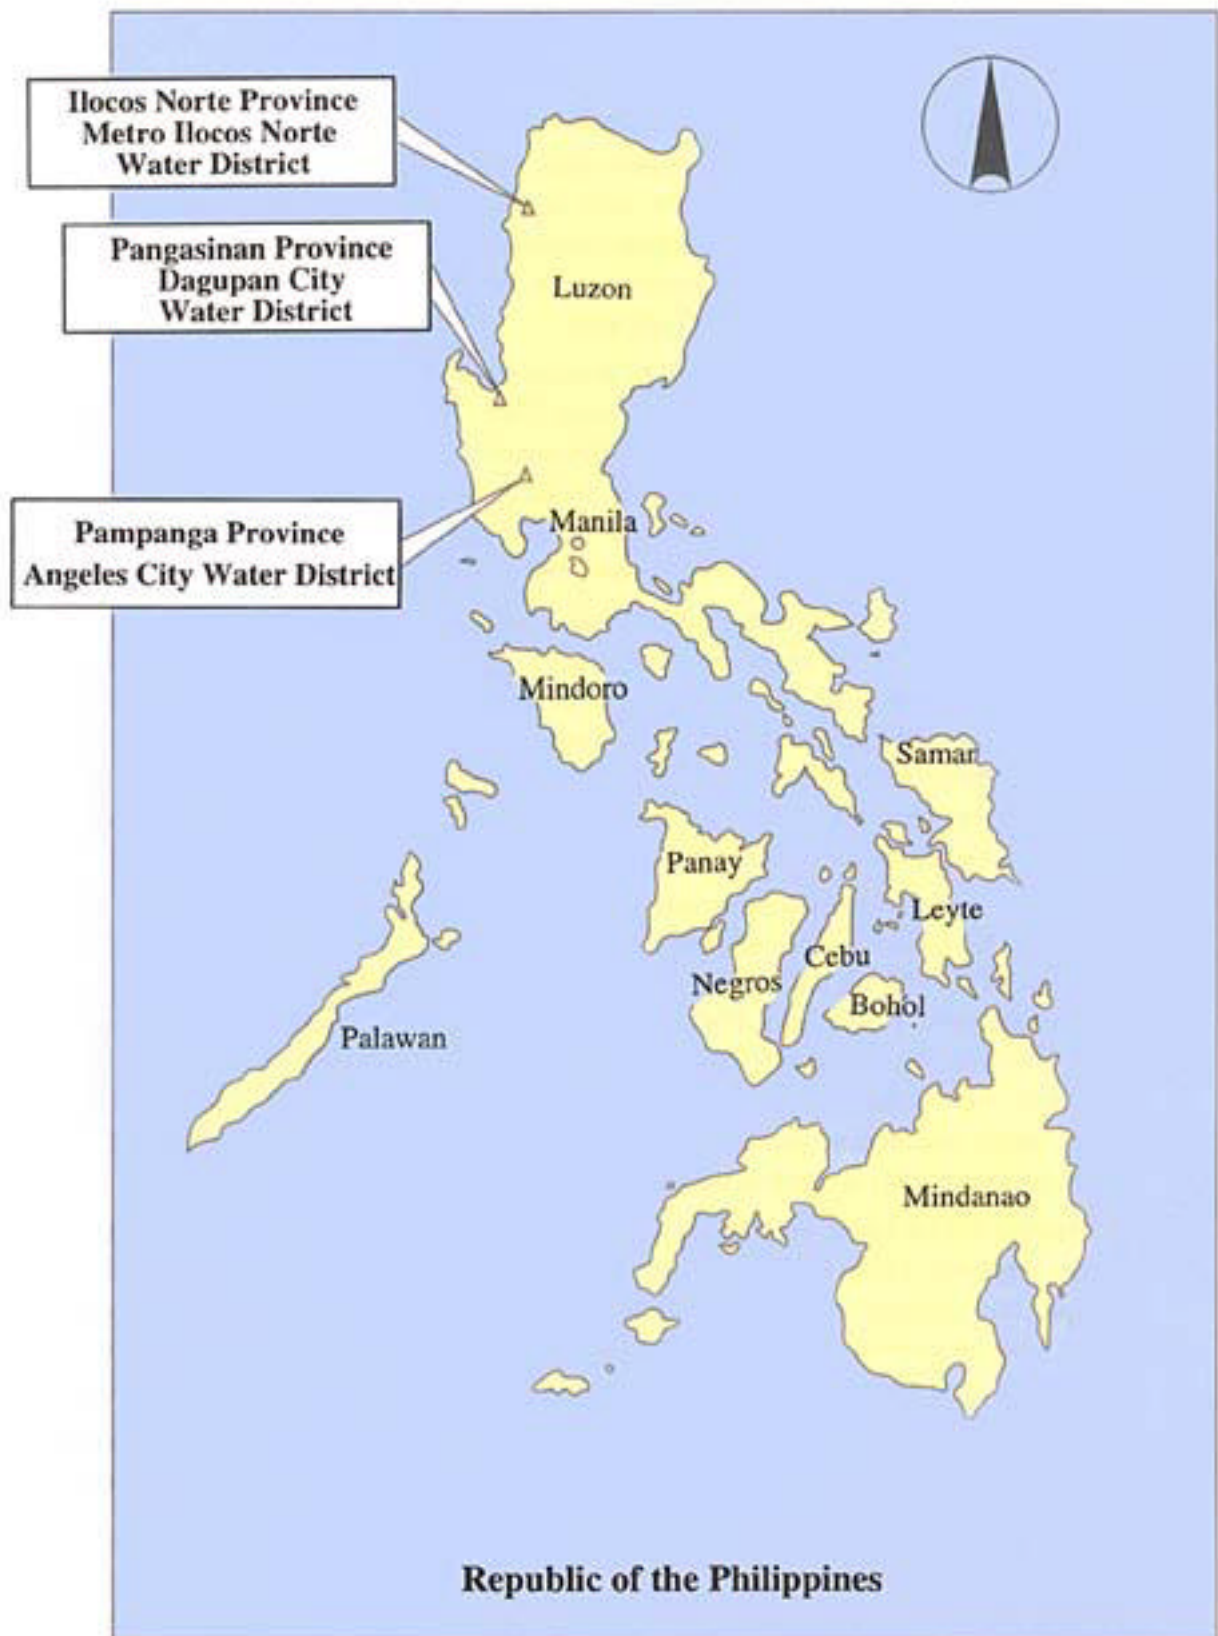 Ilocos Norte Province
Metro Ilocos Norte
Water District
Pangasinan Province
Dagupan City
Water District
Luzon
Pampanga Province
Angeles City Water District
Manila
Mindoro
Samar
Panay
Leyte
Cebu
Negros
Bohol
Palawan
Mindanao
Republic of the Philippines